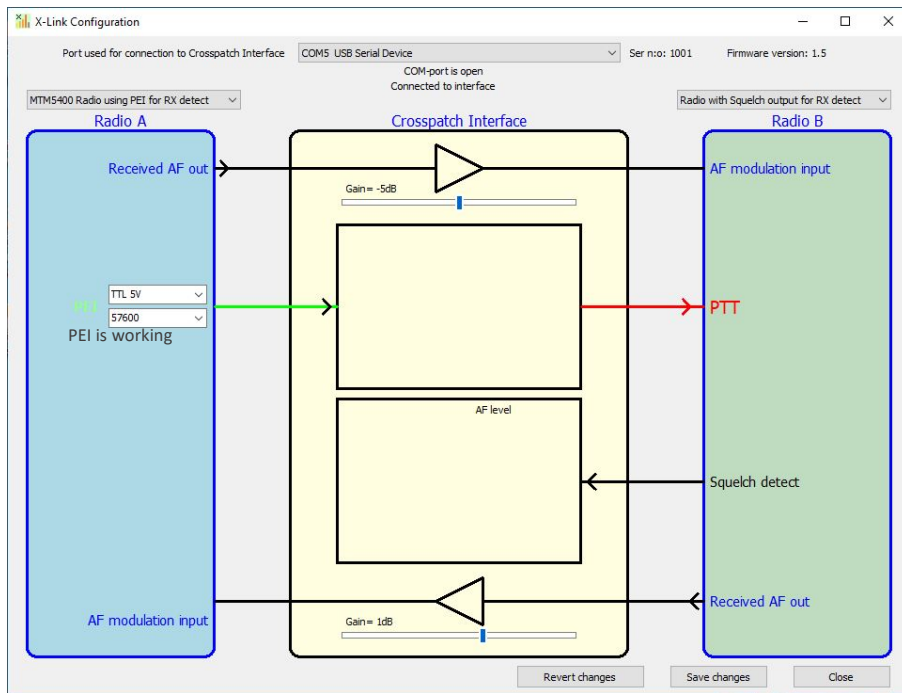 X-Link Configuration
Port used for connection to Crosspatch Interface COM5 USB Serial Device Ser n:o: 1001 Firmware version: 1.5
COM-port is open
Connected to interface
MTM5400 Radio using PEI for RX detect Radio with Squelch output for RX detect
Radio A Crosspatch Interface Radio B
Received AF out AF modulation input
Gain= -5dB
TTL 5V
PEI PTT
57600
PEI is working
AF level
Squelch detect
Received AF out
AF modulation input
Gain= 1dB
Revert changes Save changes Close